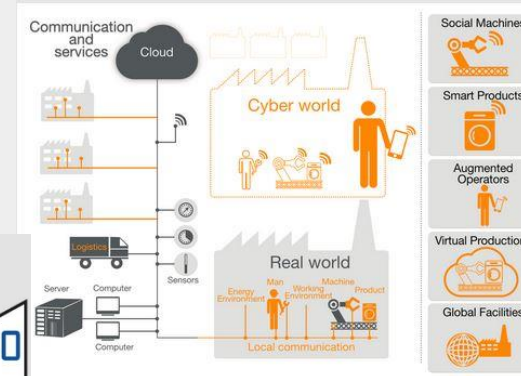 Communication
and
services
Cloud
Cyber world
Logistics
Sensors
Server
Computer
Computer
Real world
Energy
Environment
Man
Working
Environment
Machine
Product
Local communication
Social Machines
Smart Products
Augmented
Operators
Virtual Production
Global Facilities